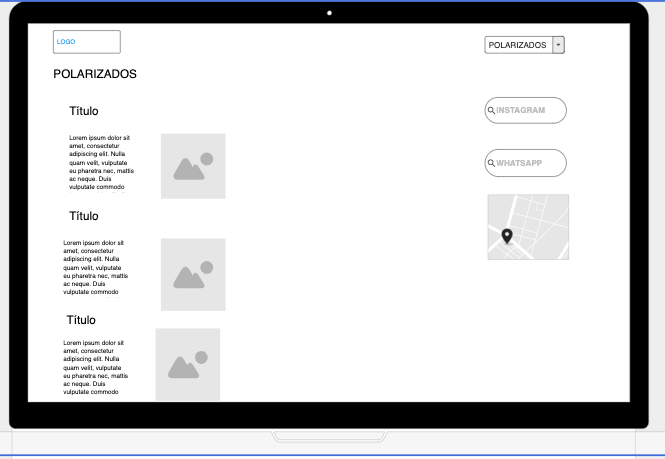 LOGO
POLARIZADOS
POLARIZADOS
Título
Lorem ipsum dolor sit
amet, consectetur
adipiscing elit. Nulla
quam velit, vulputate
eu pharetra nec, mattis
ac neque. Duis
vulputate commodo
Título
Lorem ipsum dolor sit
amet, consectetur
adipiscing elit. Nulla
quam velit, vulputate
eu pharetra nec, mattis
ac neque. Duis
vulputate commodo
Título
Lorem ipsum dolor sit
amet, consectetur
adipiscing elit. Nulla
quam velit, vulputate
eu pharetra nec, mattis
ac neque. Duis
vulputate commodo
INSTAGRAM
WHATSAPP